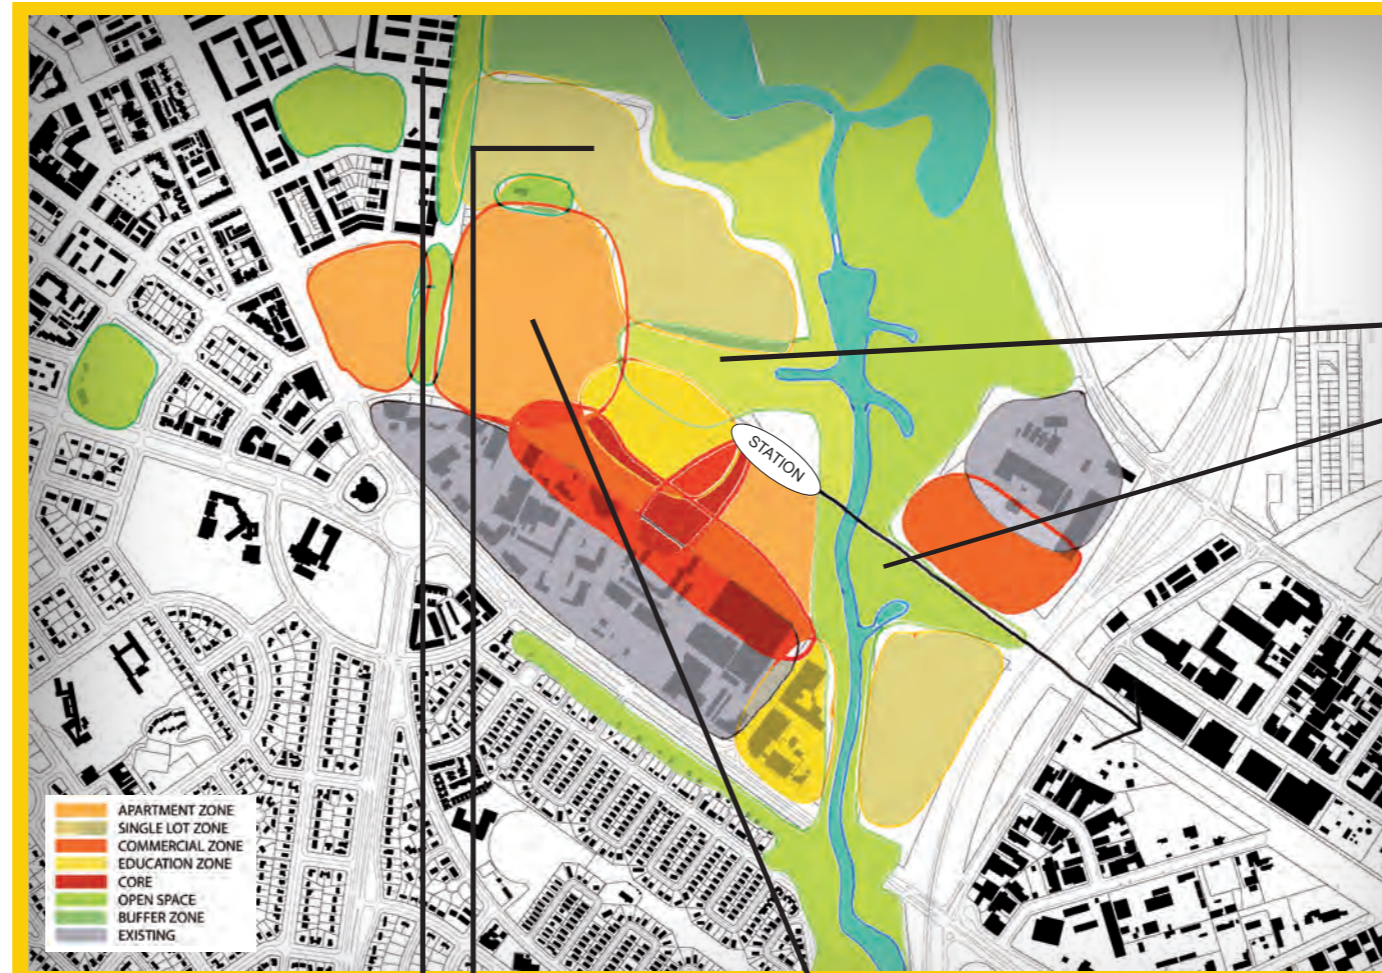 STATION
APARTMENT ZONE
SINGLE LOT ZONE
COMMERCIAL ZONE
EDUCATION ZONE
CORE
OPEN SPACE
BUFFER ZONE
EXISTING